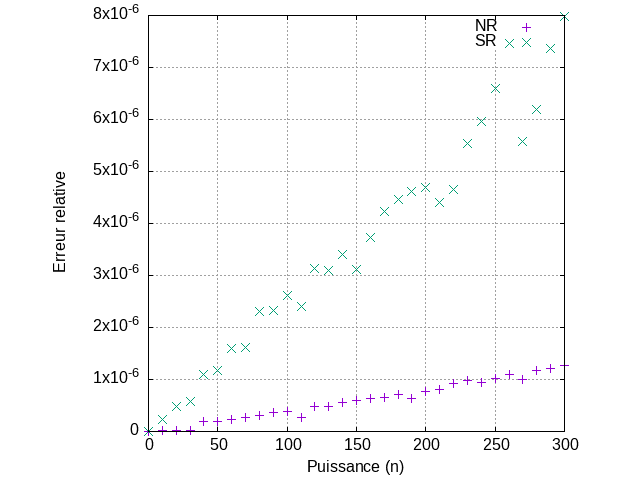 8x10-6
7x10-6
6x10-6
5x10-6
4x10-6
3x10-6
2x10-6
1x10-6
0
NR
SR
Erreur relative
0 50 100 150 200 250 300
Puissance (n)